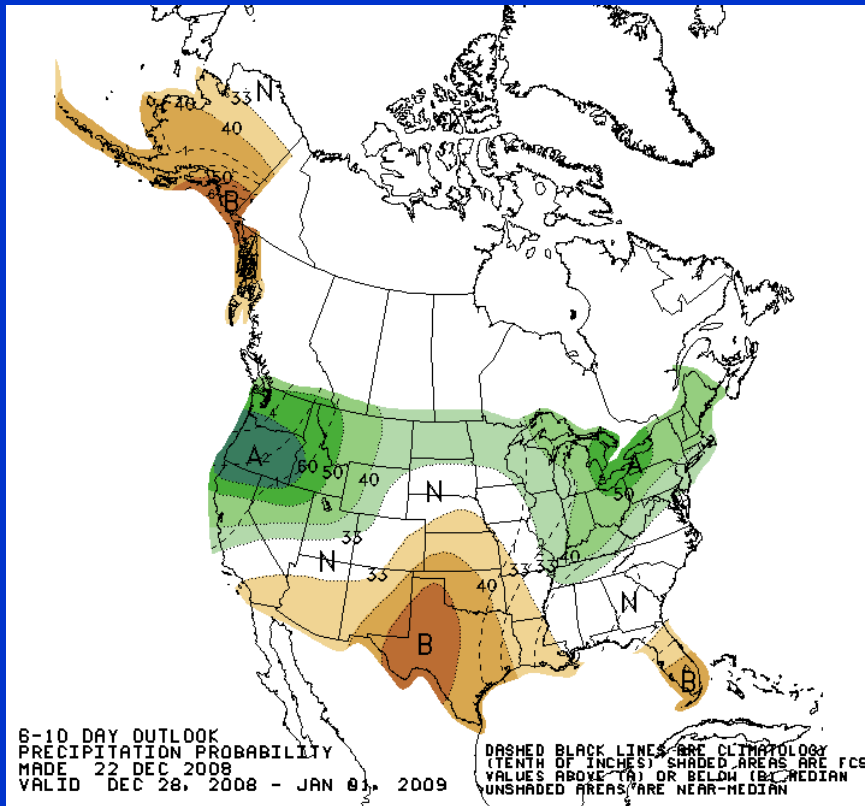 N
33
40
40
50
B
A
2
60
50
40
A
50
N
33
N
33
33
33
40
40
N
B
B
6-10 DAY OUTLOOK
PRECIPITATION PROBABILITY
MADE 22 DEC 2008
VALID DEC 28, 2008 - JAN 01, 2009
DASHED BLACK LINES ARE CLIMATOLOGY
(TENTH OF INCHES) SHADED AREAS ARE FCS
VALUES ABOVE (A) OR BELOW (B) MEDIAN
UNSHADED AREAS ARE NEAR-MEDIAN